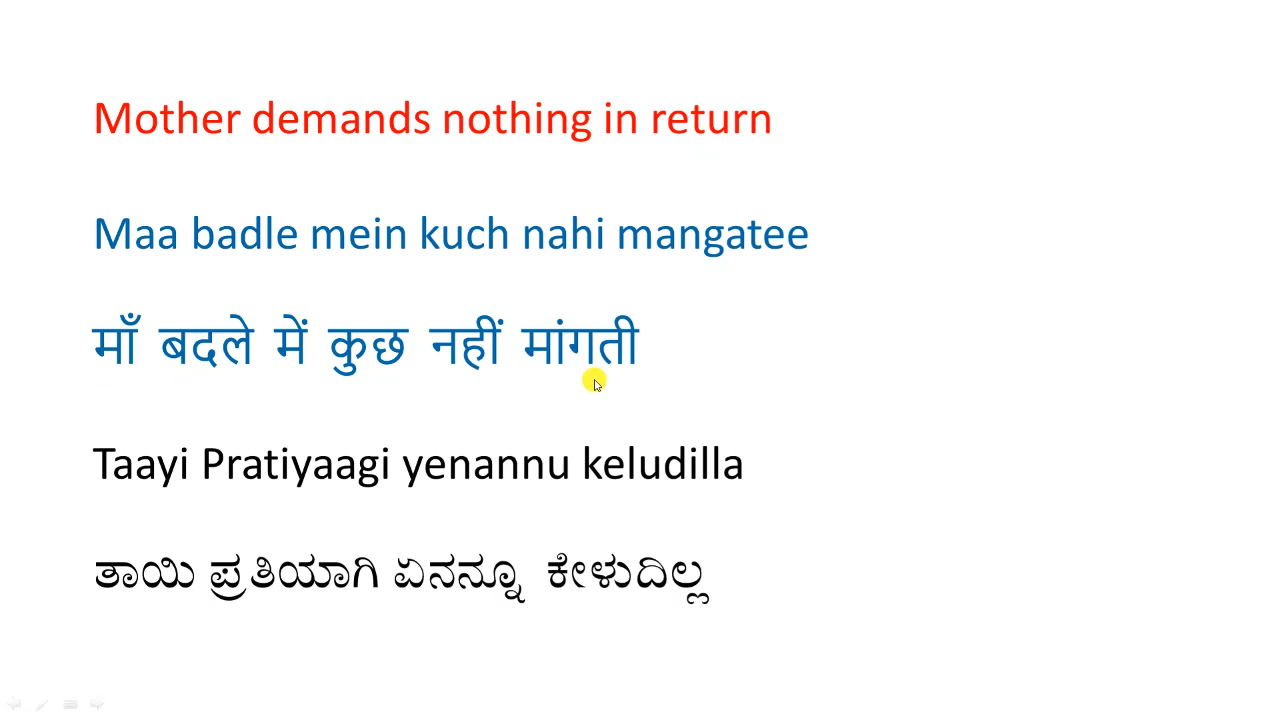 Mother demands nothing in return
Maa badle mein kuch nahi mangatee
माँ बदले में कुछ नहीं मांगती
Taayi Pratiyaagi yenannu keludilla
ತಾಯಿ ಪ್ರತಿಯಾಗಿ ಏನನ್ನೂ ಕೇಳುದಿಲ್ಲ